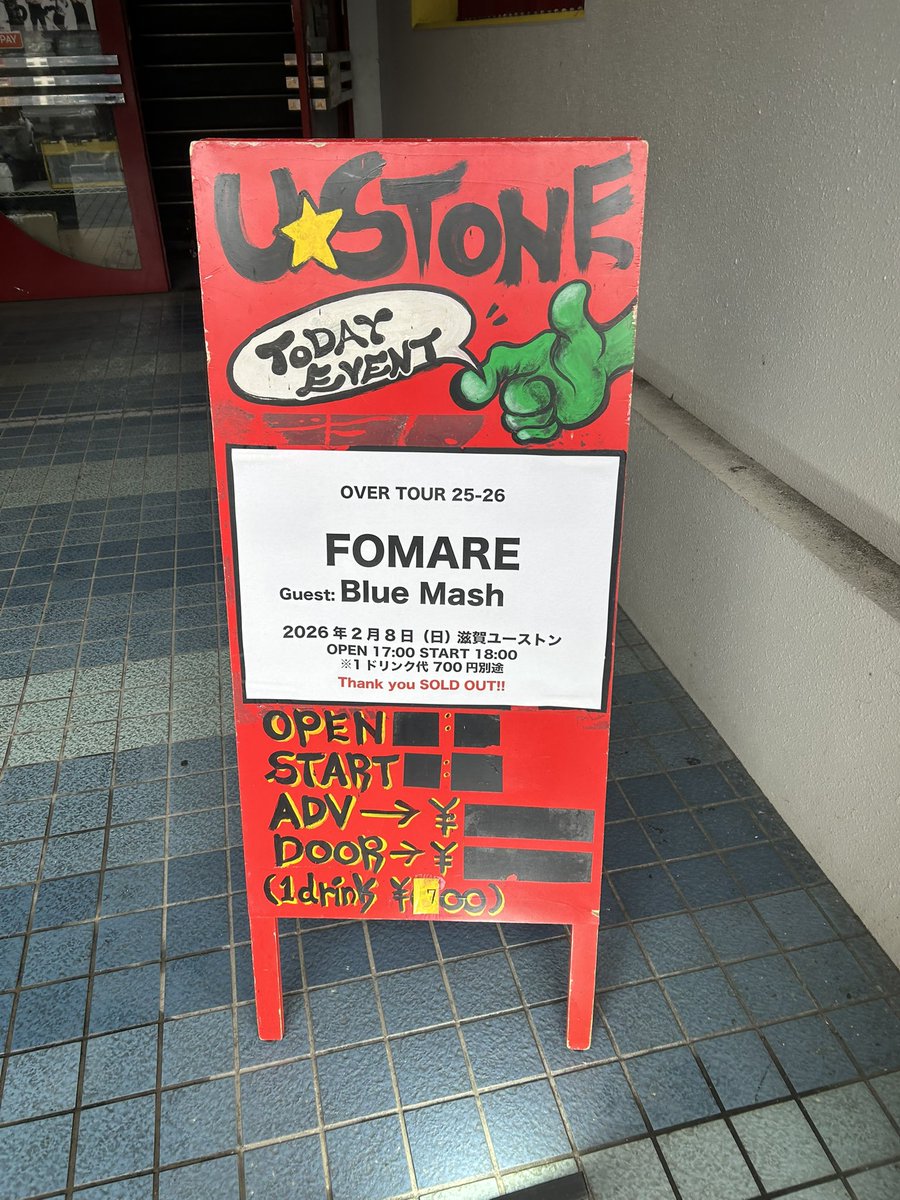 PAY
U★STONE
TODAY
EVENT
OVER TOUR 25-26
FOMARE
Guest: Blue Mash
2026年2月8日（日）滋賀ユーストン
OPEN 17:00 START 18:00
※1ドリンク代 700円別途
Thank you SOLD OUT!!
OPEN :
START :
ADV→¥
DOOR→¥
(1drink ¥700)